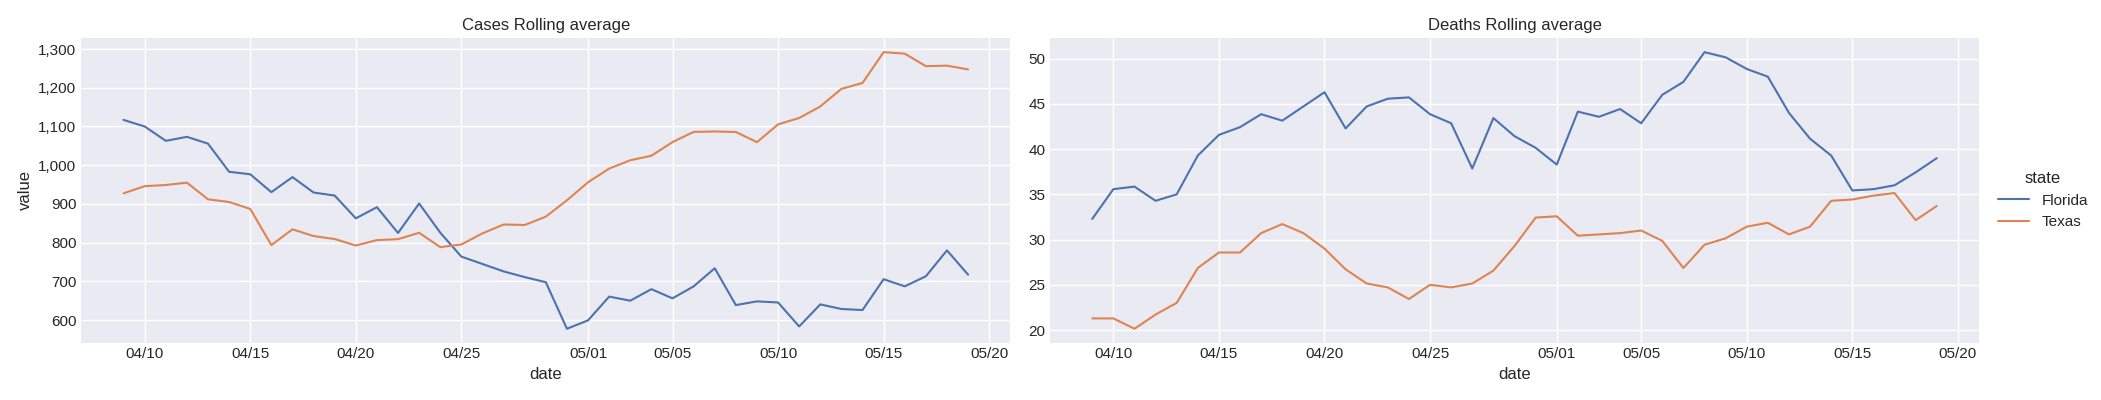 Cases Rolling average
value
1,300
1,200
1,100
1,000
900
800
700
600
04/10 04/15 04/20 04/25 05/01 05/05 05/10 05/15 05/20
date
Deaths Rolling average
50
45
40
35
30
25
20
04/10 04/15 04/20 04/25 05/01 05/05 05/10 05/15 05/20
date
state
Florida
Texas